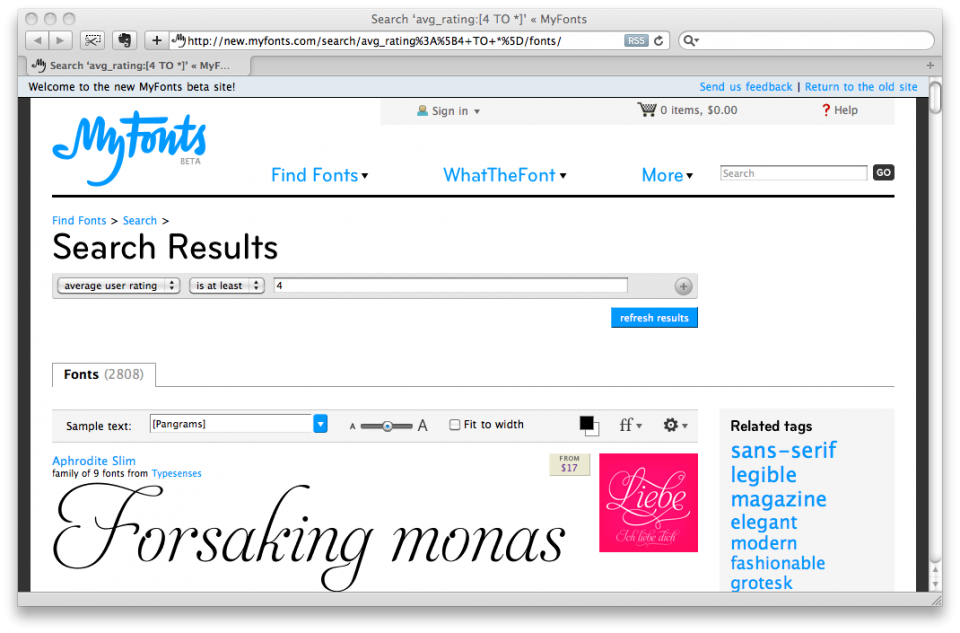 Search ‘avg_rating:[4 TO *]’ « MyFonts
http://new.myfonts.com/search/avg_rating%3A%5B4+TO+*%5D/fonts/ RSS
Search ‘avg_rating:[4 TO *]’ « MyF...
Welcome to the new MyFonts beta site! Send us feedback | Return to the old site
Sign in 0 items, $0.00 ? Help
MyFonts
BETA
Find Fonts WhatTheFont More Search GO
Find Fonts > Search >
Search Results
average user rating is at least 4
refresh results
Fonts (2808)
Sample text: [Pangrams] A A Fit to width ff
Related tags
Aphrodite Slim
family of 9 fonts from Typesenses
FROM
$17
Forsaking monas
Liebe
Ich liebe dich
sans-serif
legible
magazine
elegant
modern
fashionable
grotesk